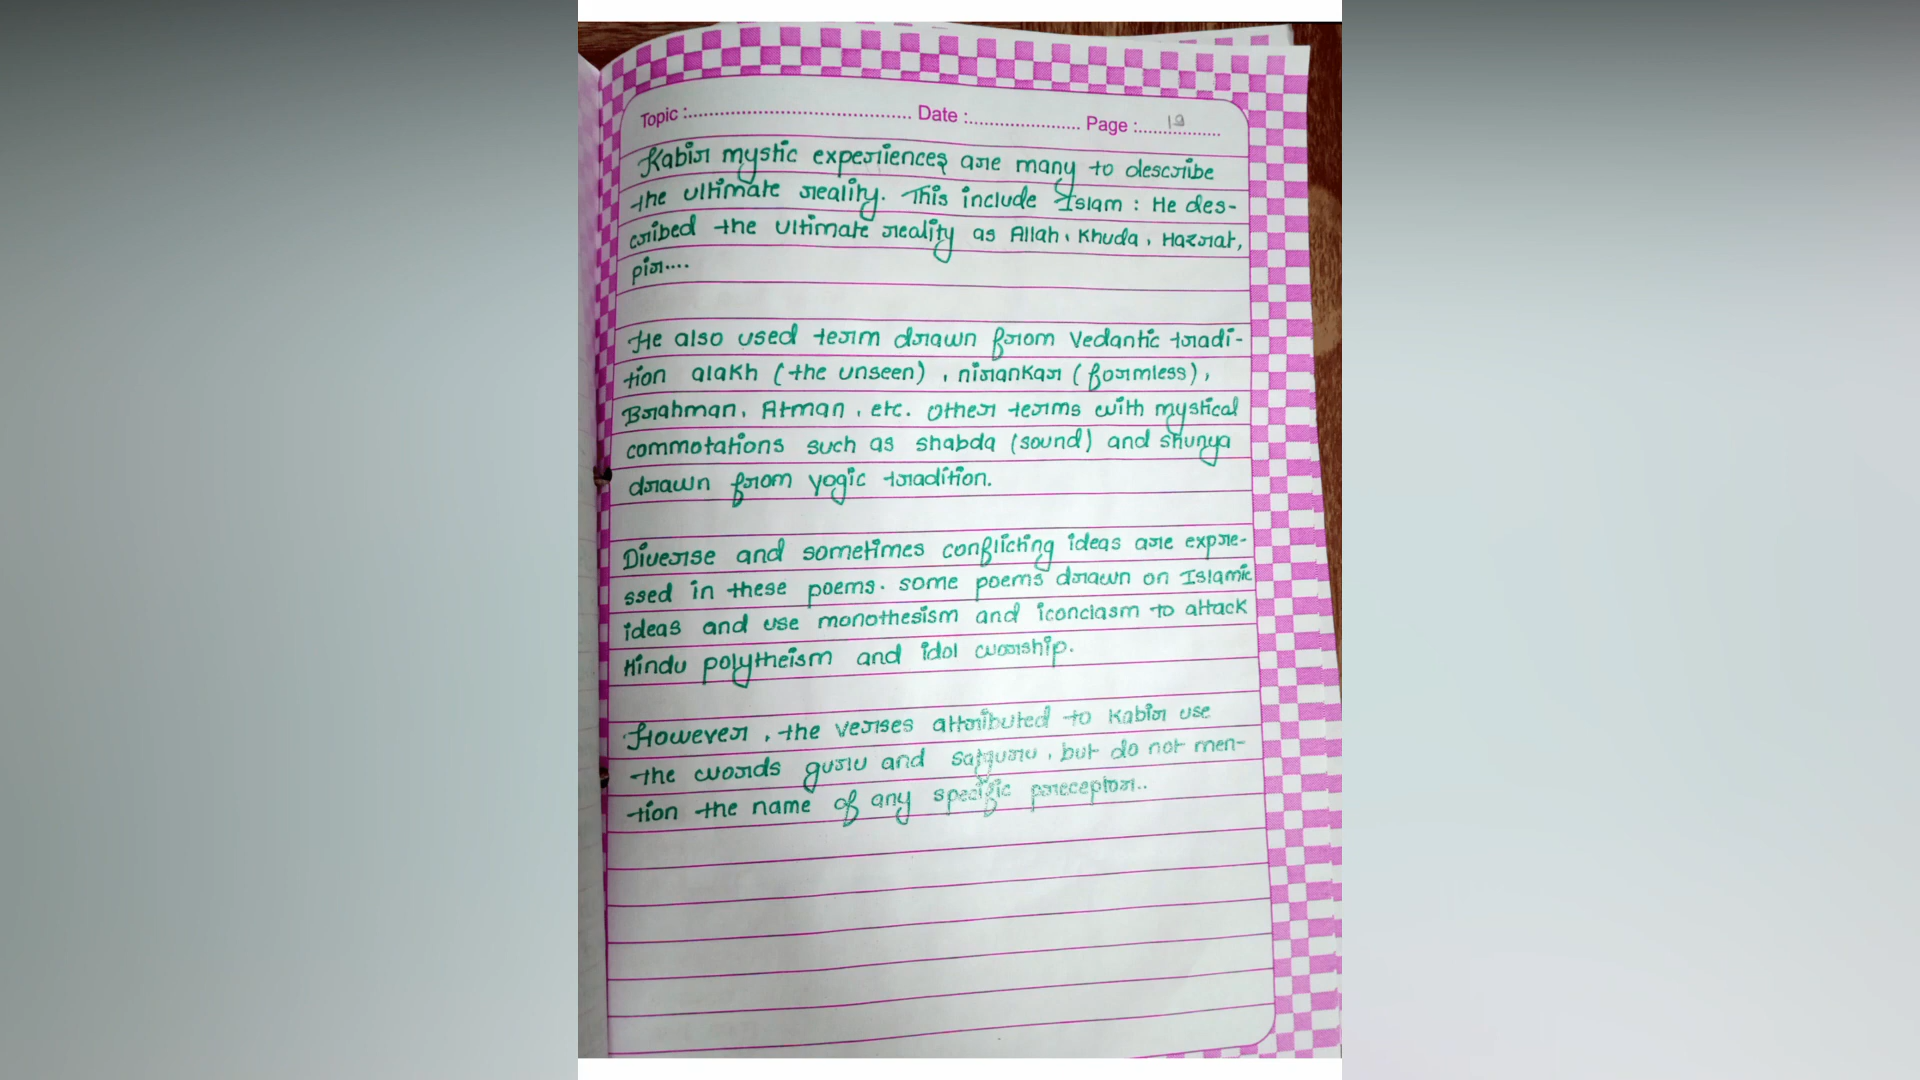 Topic : Date : Page : 19
Kabir mystic experiences are many to describe
the ultimate reality. This include Islam : He des-
cribed the ultimate reality as Allah, Khuda, Hazrat,
pir....
He also used term drawn from Vedantic tradi-
tion alakh (the unseen), nirankar (formless),
Brahman, Atman, etc. Other terms with mystical
commotations such as shabda (sound) and shunya
drawn from yogic tradition.
Diverse and sometimes conflicting ideas are expre-
ssed in these poems. some poems drawn on Islamic
ideas and use monothesism and iconclasm to attack
Hindu polytheism and idol worship.
However, the verses attributed to Kabir use
the words guru and satguru, but do not men-
tion the name of any specific preceptor..